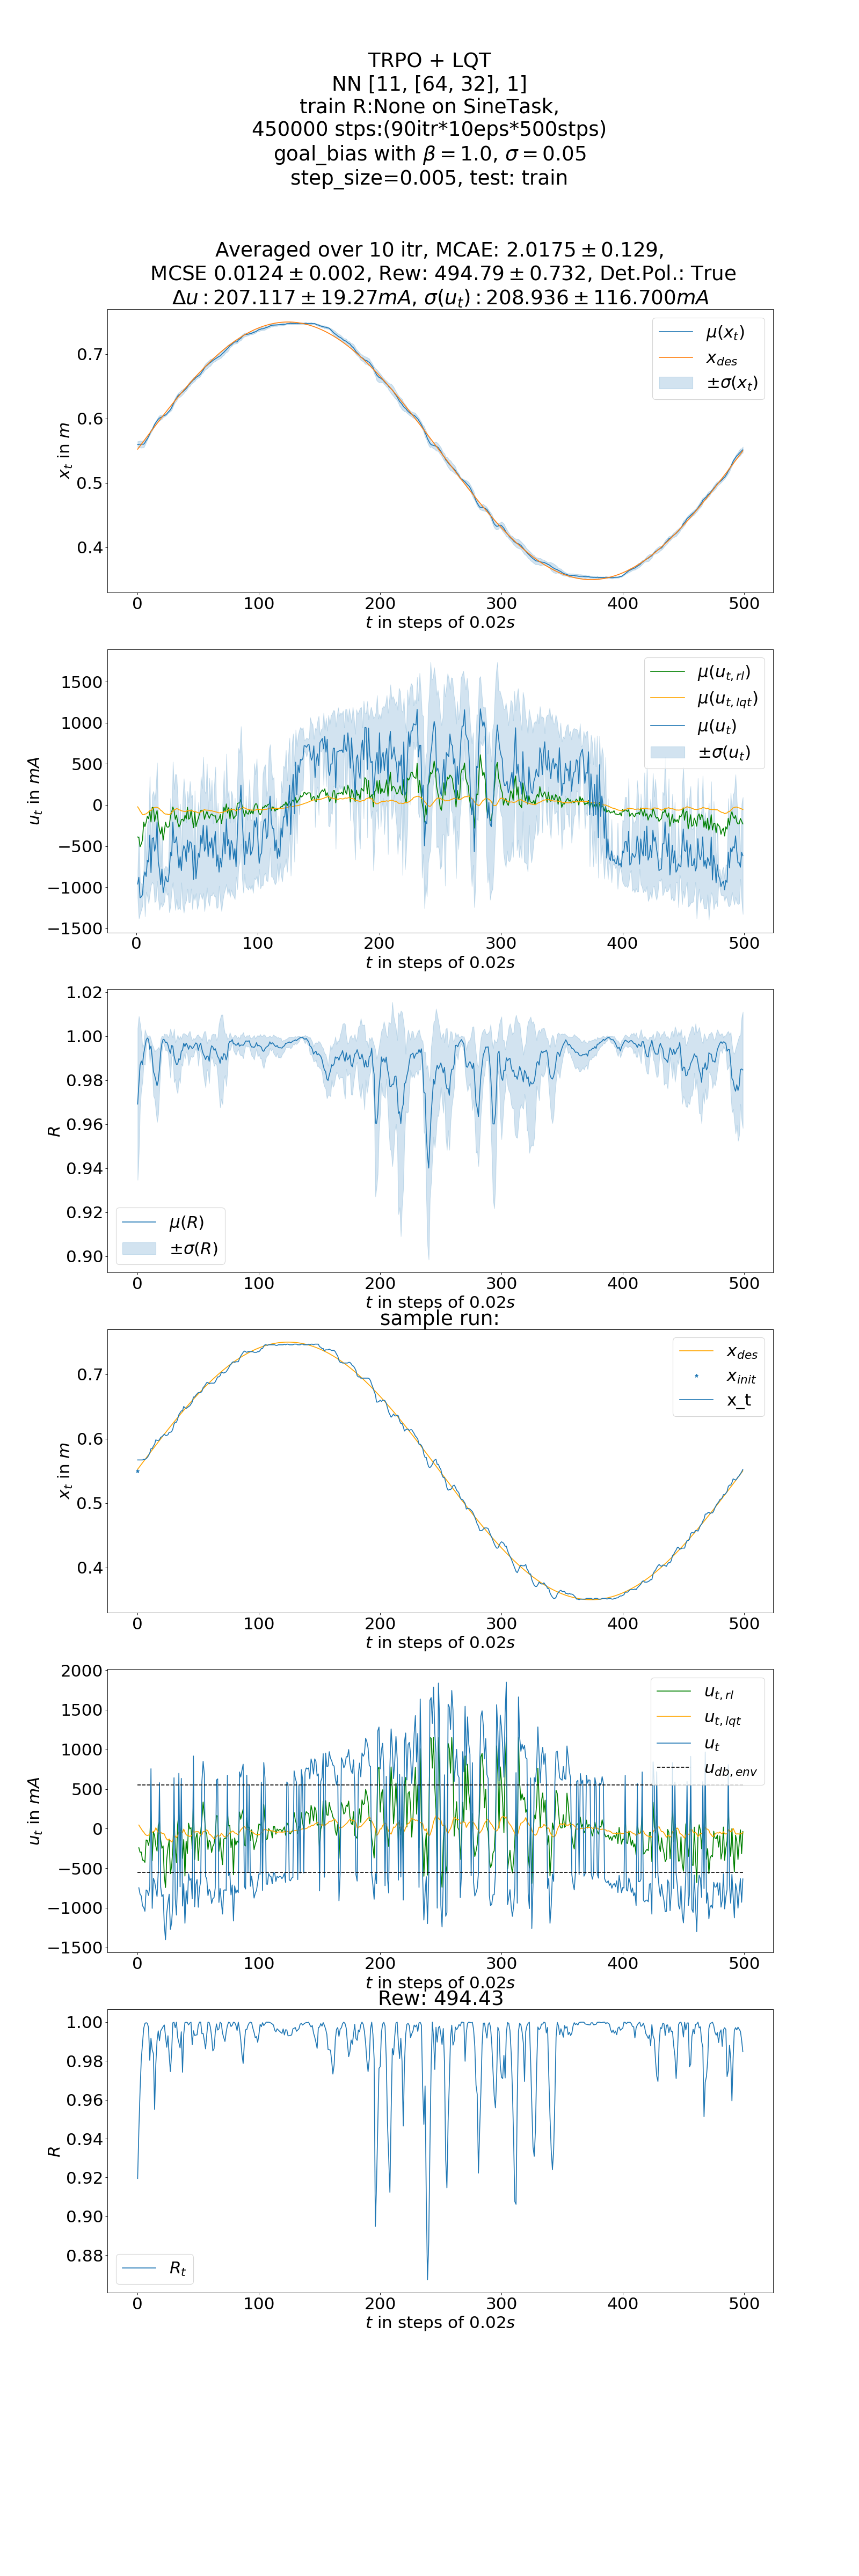 TRPO + LQT
NN [11, [64, 32], 1]
train R:None on SineTask,
450000 stps:(90itr*10eps*500stps)
goal_bias with β = 1.0, σ = 0.05
step_size=0.005, test: train
Averaged over 10 itr, MCAE: 2.0175 ± 0.129,
MCSE 0.0124 ± 0.002, Rew: 494.79 ± 0.732, Det.Pol.: True
Δu : 207.117 ± 19.27mA, σ(u_t) : 208.936 ± 116.700mA
μ(x_t)
x_des
±σ(x_t)
0.7
0.6
0.5
0.4
x_t in m
0 100 200 300 400 500
t in steps of 0.02s
μ(u_t,rl)
μ(u_t,lqt)
μ(u_t)
±σ(u_t)
1500
1000
500
0
−500
−1000
−1500
u_t in mA
0 100 200 300 400 500
t in steps of 0.02s
1.02
1.00
0.98
0.96
0.94
0.92
0.90
R
μ(R)
±σ(R)
0 100 200 300 400 500
t in steps of 0.02s
sample run:
x_des
x_init
x_t
0.7
0.6
0.5
0.4
x_t in m
0 100 200 300 400 500
t in steps of 0.02s
u_t,rl
u_t,lqt
u_t
u_db,env
2000
1500
1000
500
0
−500
−1000
−1500
u_t in mA
0 100 200 300 400 500
t in steps of 0.02s
Rew: 494.43
1.00
0.98
0.96
0.94
0.92
0.90
0.88
R
R_t
0 100 200 300 400 500
t in steps of 0.02s